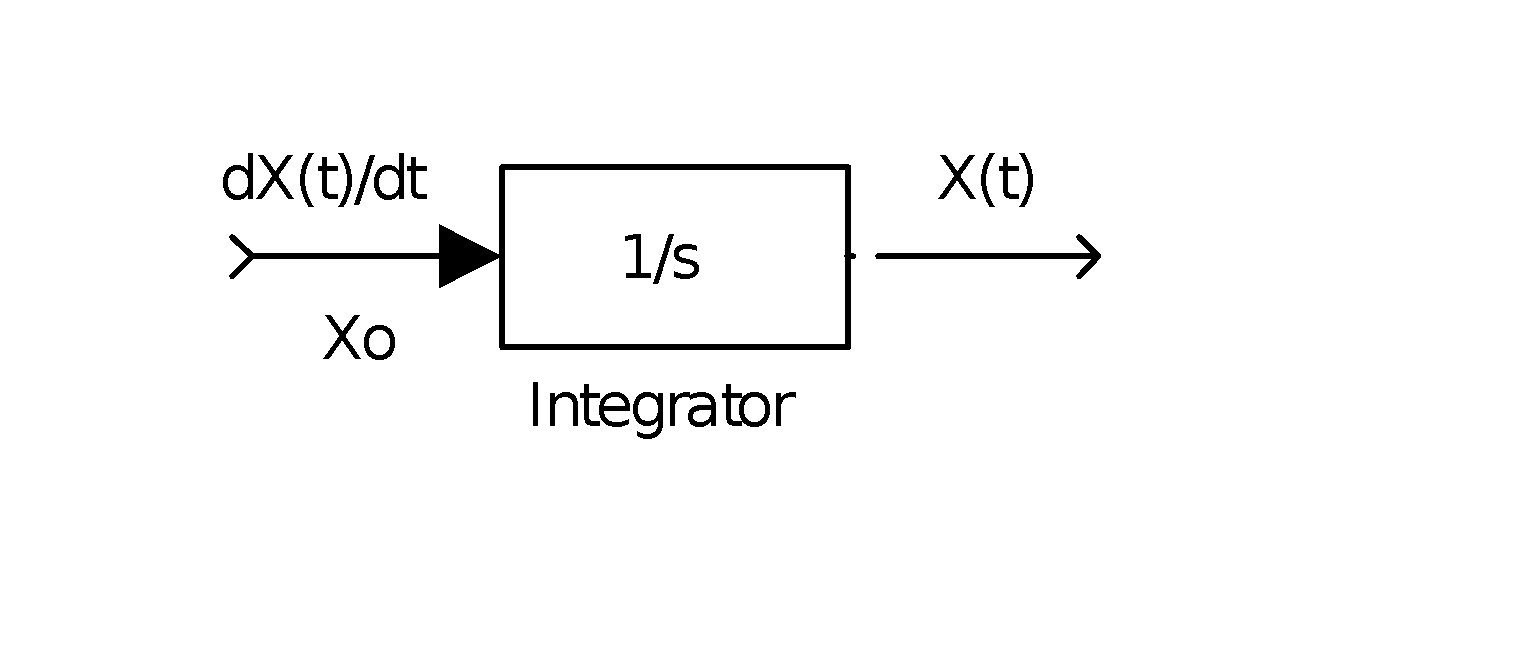 dX(t)/dt
X(t)
1/s
Xo
Integrator